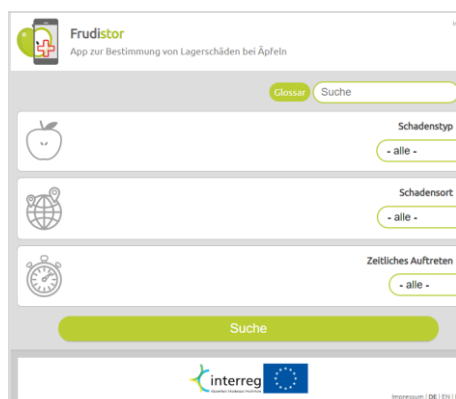 Frudistor
App zur Bestimmung von Lagerschäden bei Äpfeln
Glossar Suche
Schadenstyp
- alle -
Schadensort
- alle -
Zeitliches Auftreten
- alle -
Suche
interreg
Impressum | DE | EN |